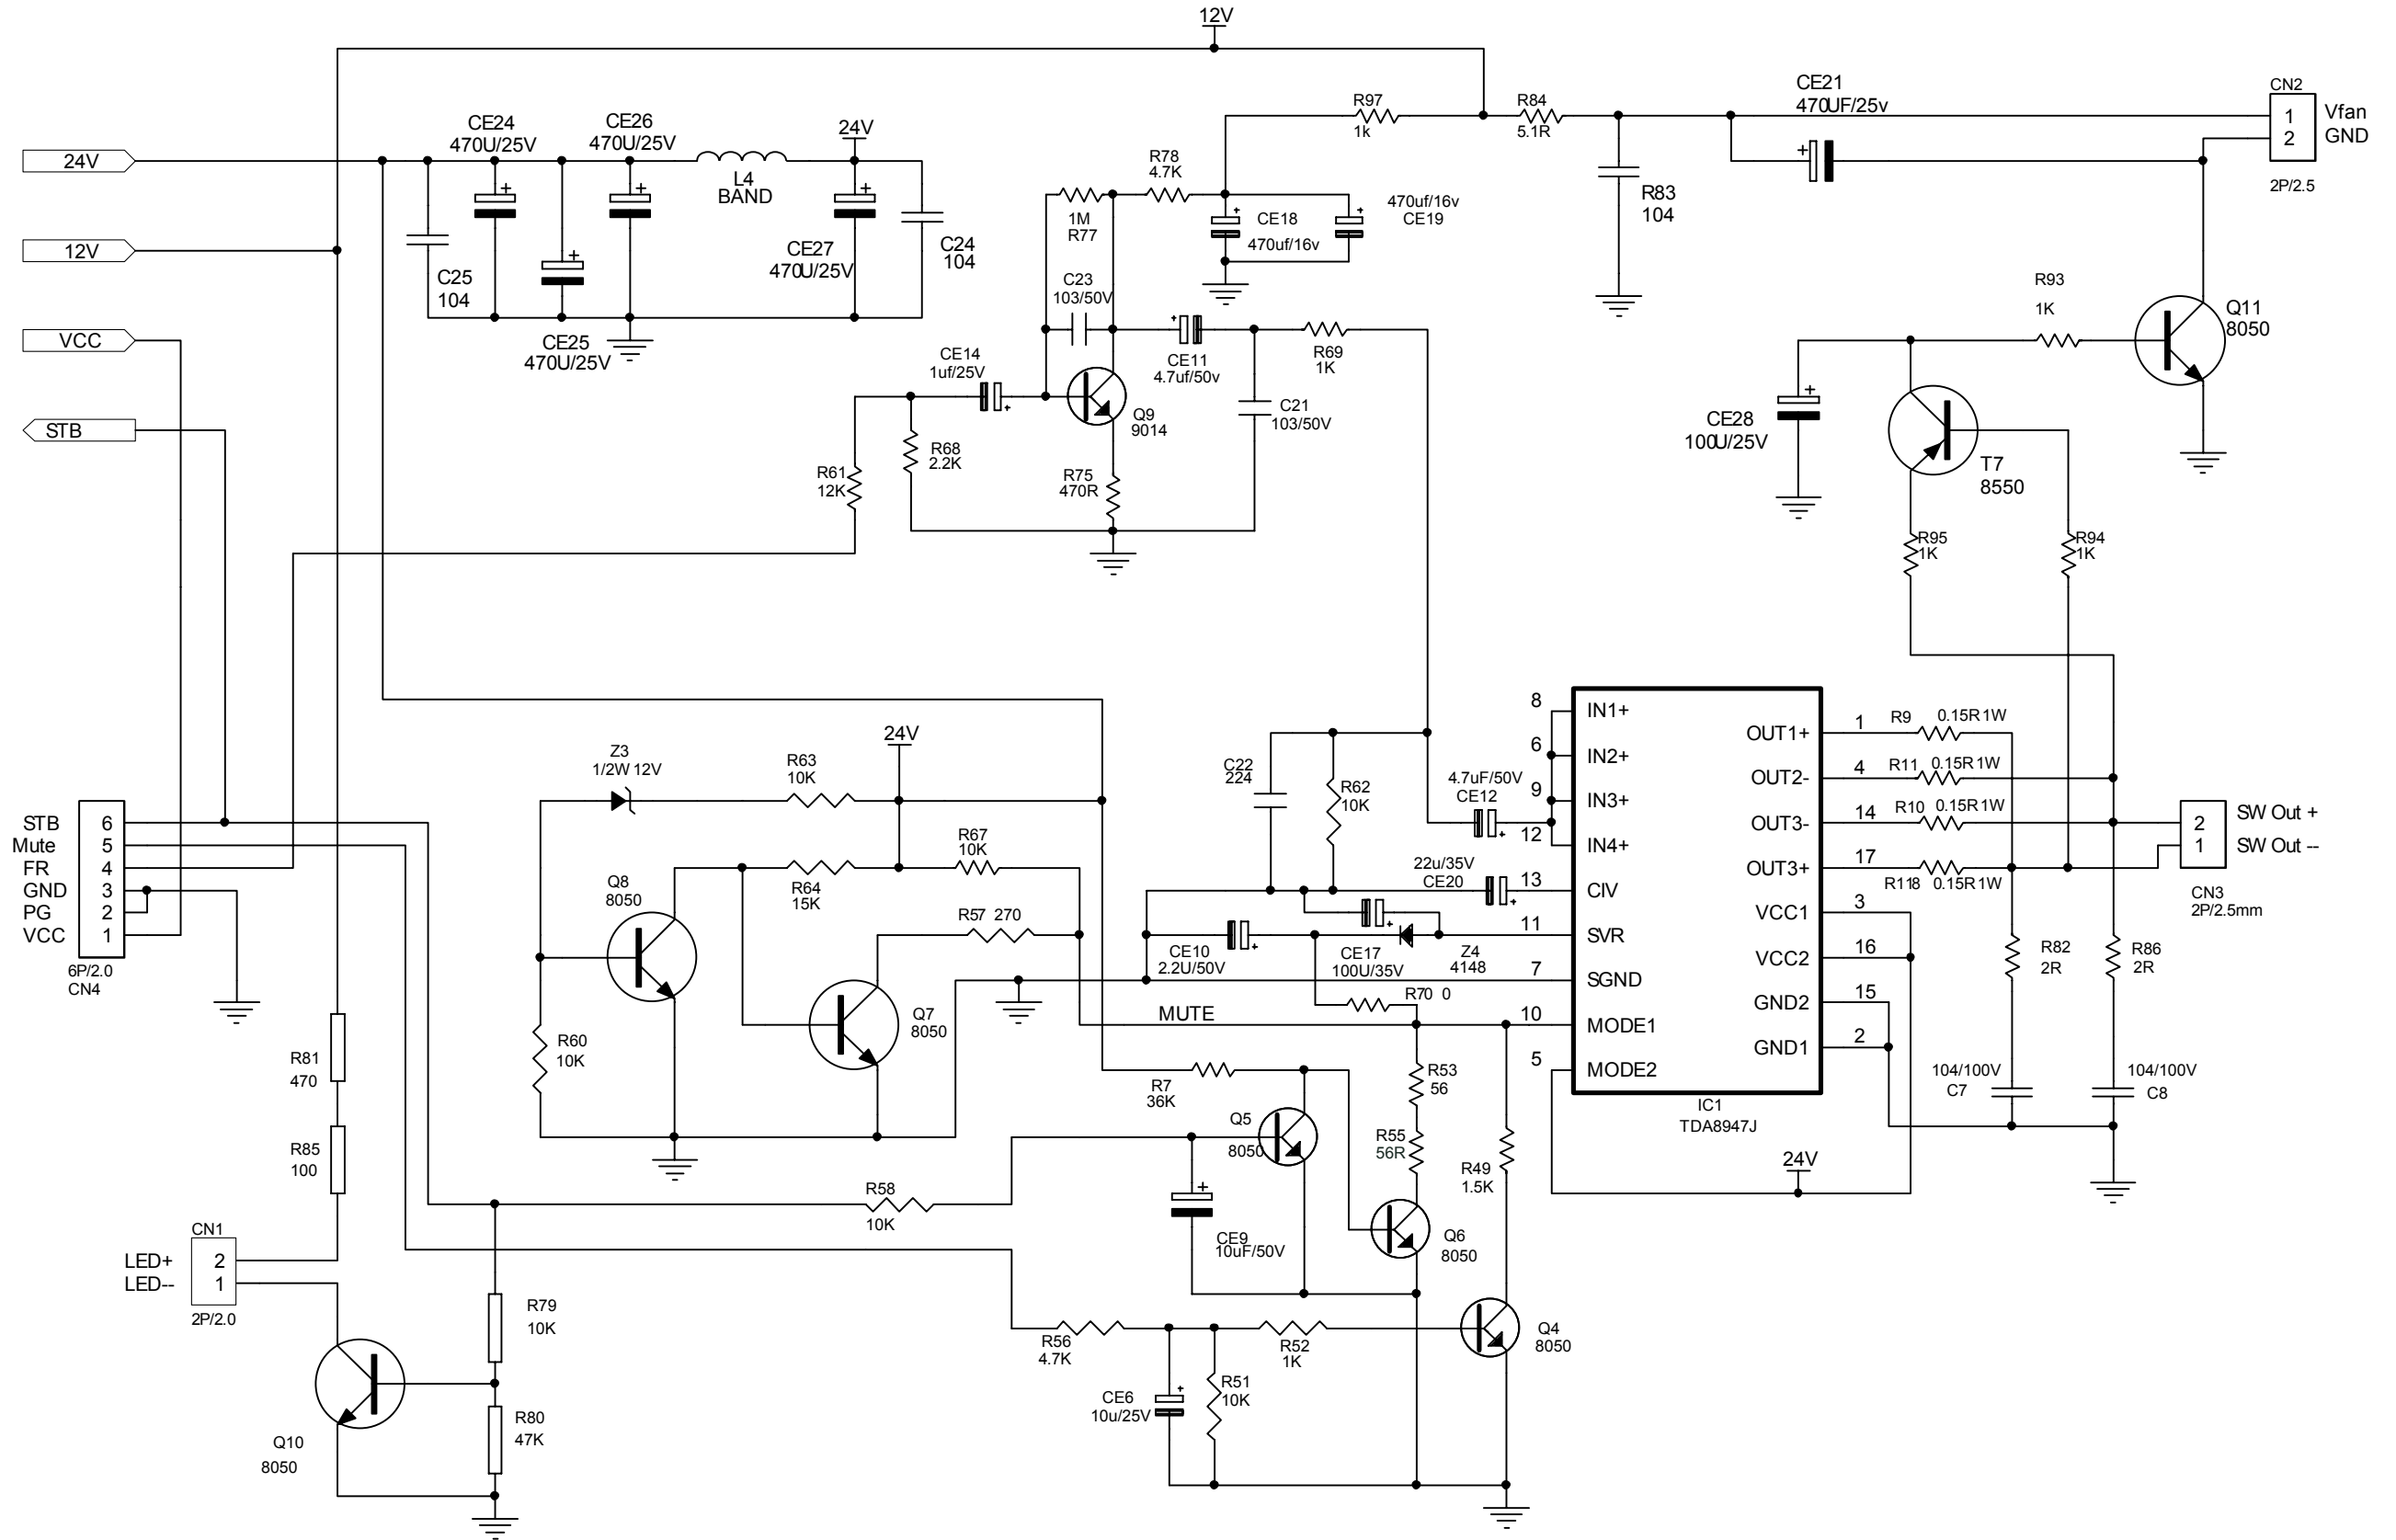 12V
24V
12V
VCC
STB
CE24
470U/25V
CE26
470U/25V
L4
BAND
24V
C25
104
CE25
470U/25V
CE27
470U/25V
C24
104
R97
1k
R84
5.1R
CE21
470UF/25v
CN2
1
2
Vfan
GND
2P/2.5
R78
4.7K
1M
R77
CE18
470uf/16v
470uf/16v
CE19
R83
104
C23
103/50V
CE14
1uf/25V
CE11
4.7uf/50v
R69
1K
C21
103/50V
Q9
9014
R68
2.2K
R61
12K
R75
470R
R93
1K
Q11
8050
CE28
100U/25V
T7
8550
R95
1K
R94
1K
24V
Z3
1/2W 12V
R63
10K
R67
10K
R64
15K
R57 270
Q8
8050
Q7
8050
R60
10K
STB
Mute
FR
GND
PG
VCC
6
5
4
3
2
1
6P/2.0
CN4
R81
470
R85
100
CN1
LED+
LED--
2
1
2P/2.0
Q10
8050
R79
10K
R80
47K
R58
10K
C22
224
R62
10K
4.7uF/50V
CE12
22u/35V
CE20
CE10
2.2U/50V
CE17
100U/35V
Z4
4148
R70 0
MUTE
8
6
9
12
13
11
7
10
5
IN1+
IN2+
IN3+
IN4+
CIV
SVR
SGND
MODE1
MODE2
OUT1+
OUT2-
OUT3-
OUT3+
VCC1
VCC2
GND2
GND1
1
4
14
17
3
16
15
2
IC1
TDA8947J
R9 0.15R1W
R11 0.15R1W
R10 0.15R1W
R118 0.15R1W
2
1
SW Out +
SW Out --
CN3
2P/2.5mm
R82
2R
R86
2R
104/100V
C7
104/100V
C8
24V
R7
36K
Q5
8050
R53
56
R55
56R
R49
1.5K
CE9
10uF/50V
Q6
8050
Q4
8050
R56
4.7K
R52
1K
R51
10K
CE6
10u/25V